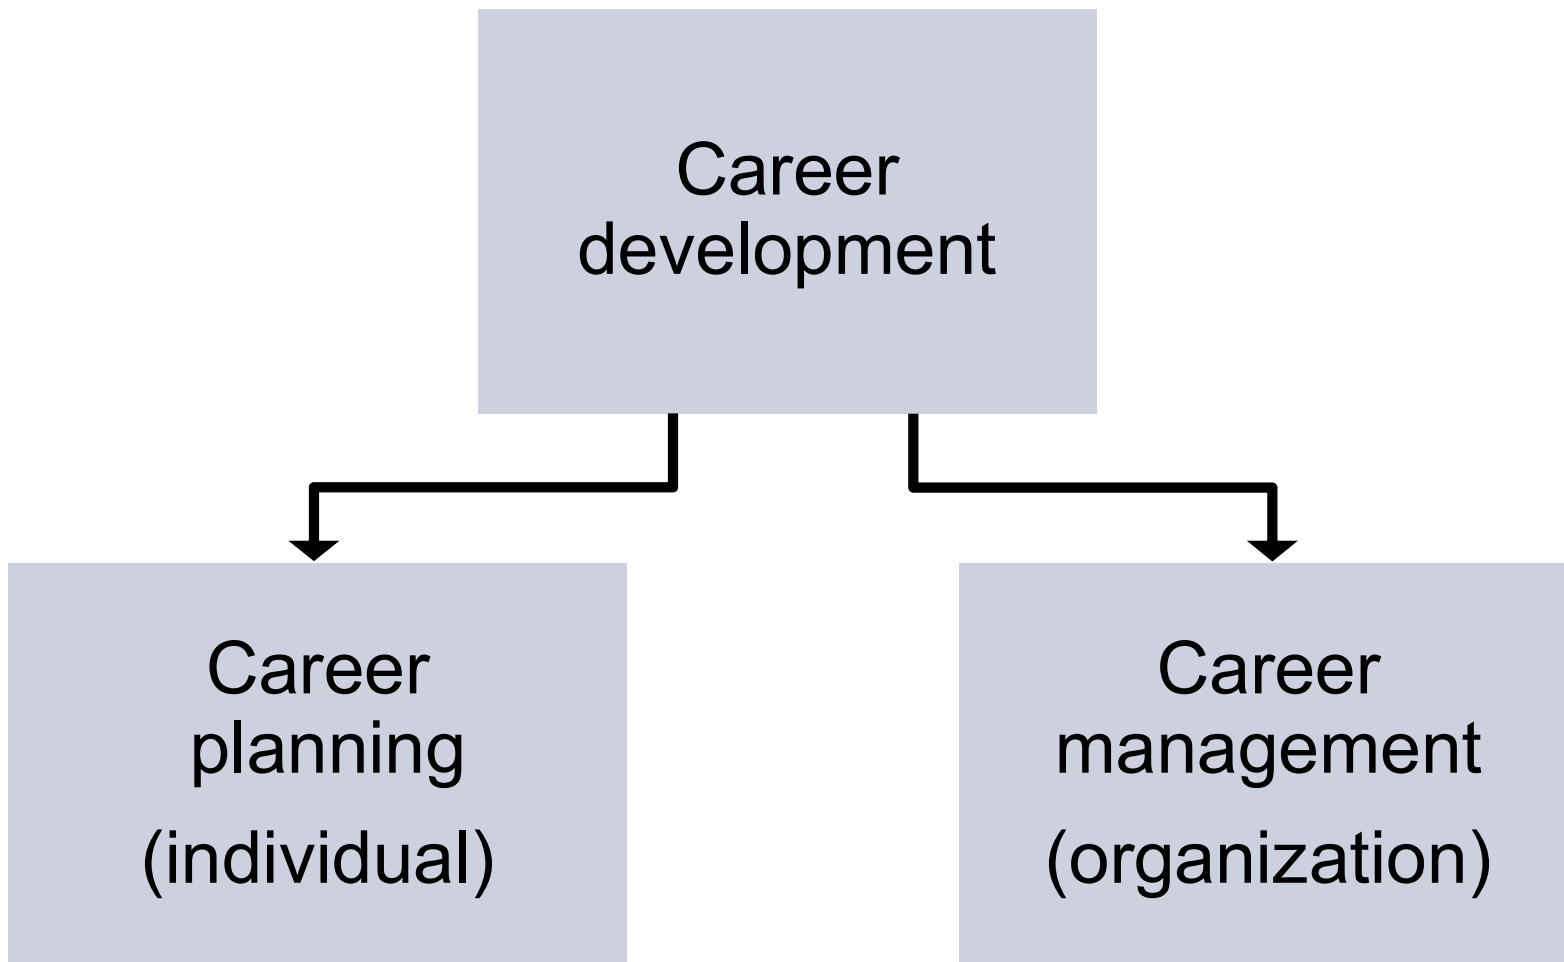 Career
development
Career
planning
(individual)
Career
management
(organization)